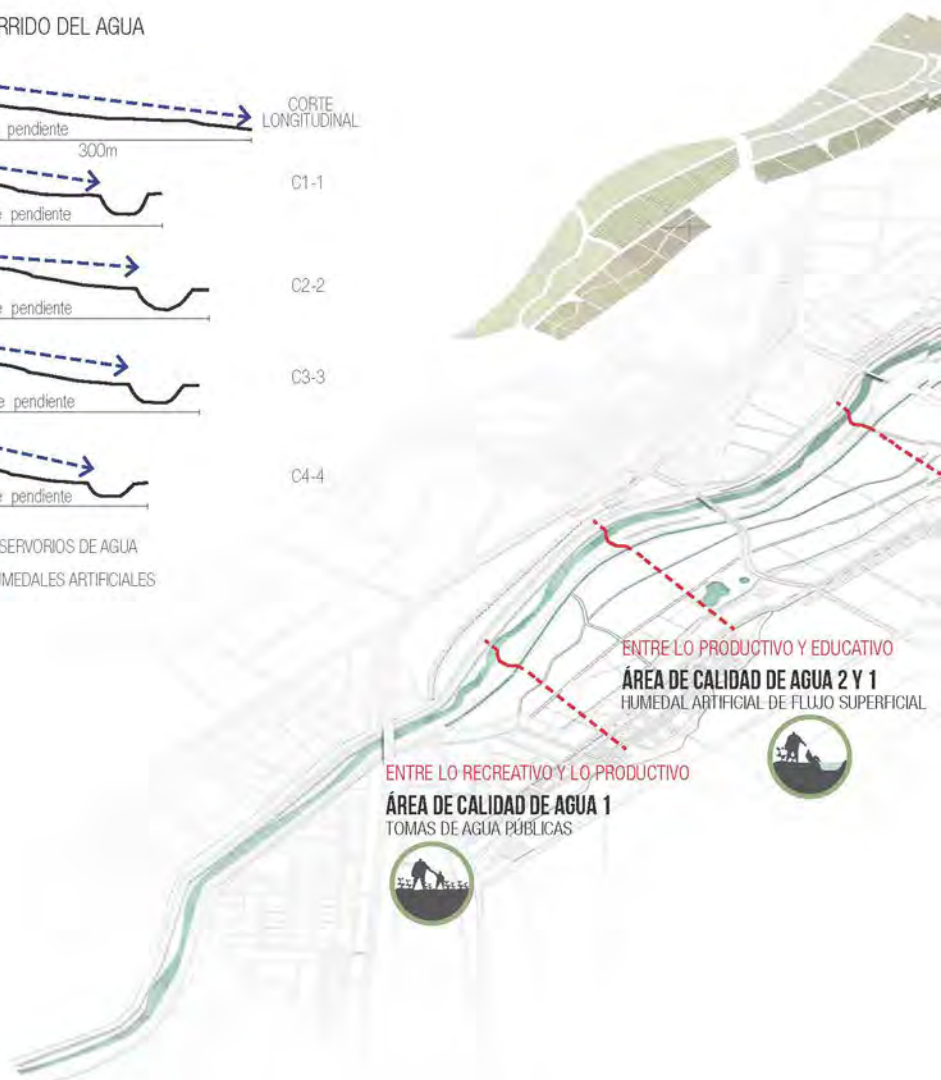 RRIDO DEL AGUA
CORTE
LONGITUDINAL
pendiente
300m
C1-1
e pendiente
C2-2
e pendiente
C3-3
e pendiente
C4-4
e pendiente
SERVORIOS DE AGUA
UMEDALES ARTIFICIALES
ENTRE LO PRODUCTIVO Y EDUCATIVO
ÁREA DE CALIDAD DE AGUA 2 Y 1
HUMEDAL ARTIFICIAL DE FLUJO SUPERFICIAL
ENTRE LO RECREATIVO Y LO PRODUCTIVO
ÁREA DE CALIDAD DE AGUA 1
TOMAS DE AGUA PÚBLICAS